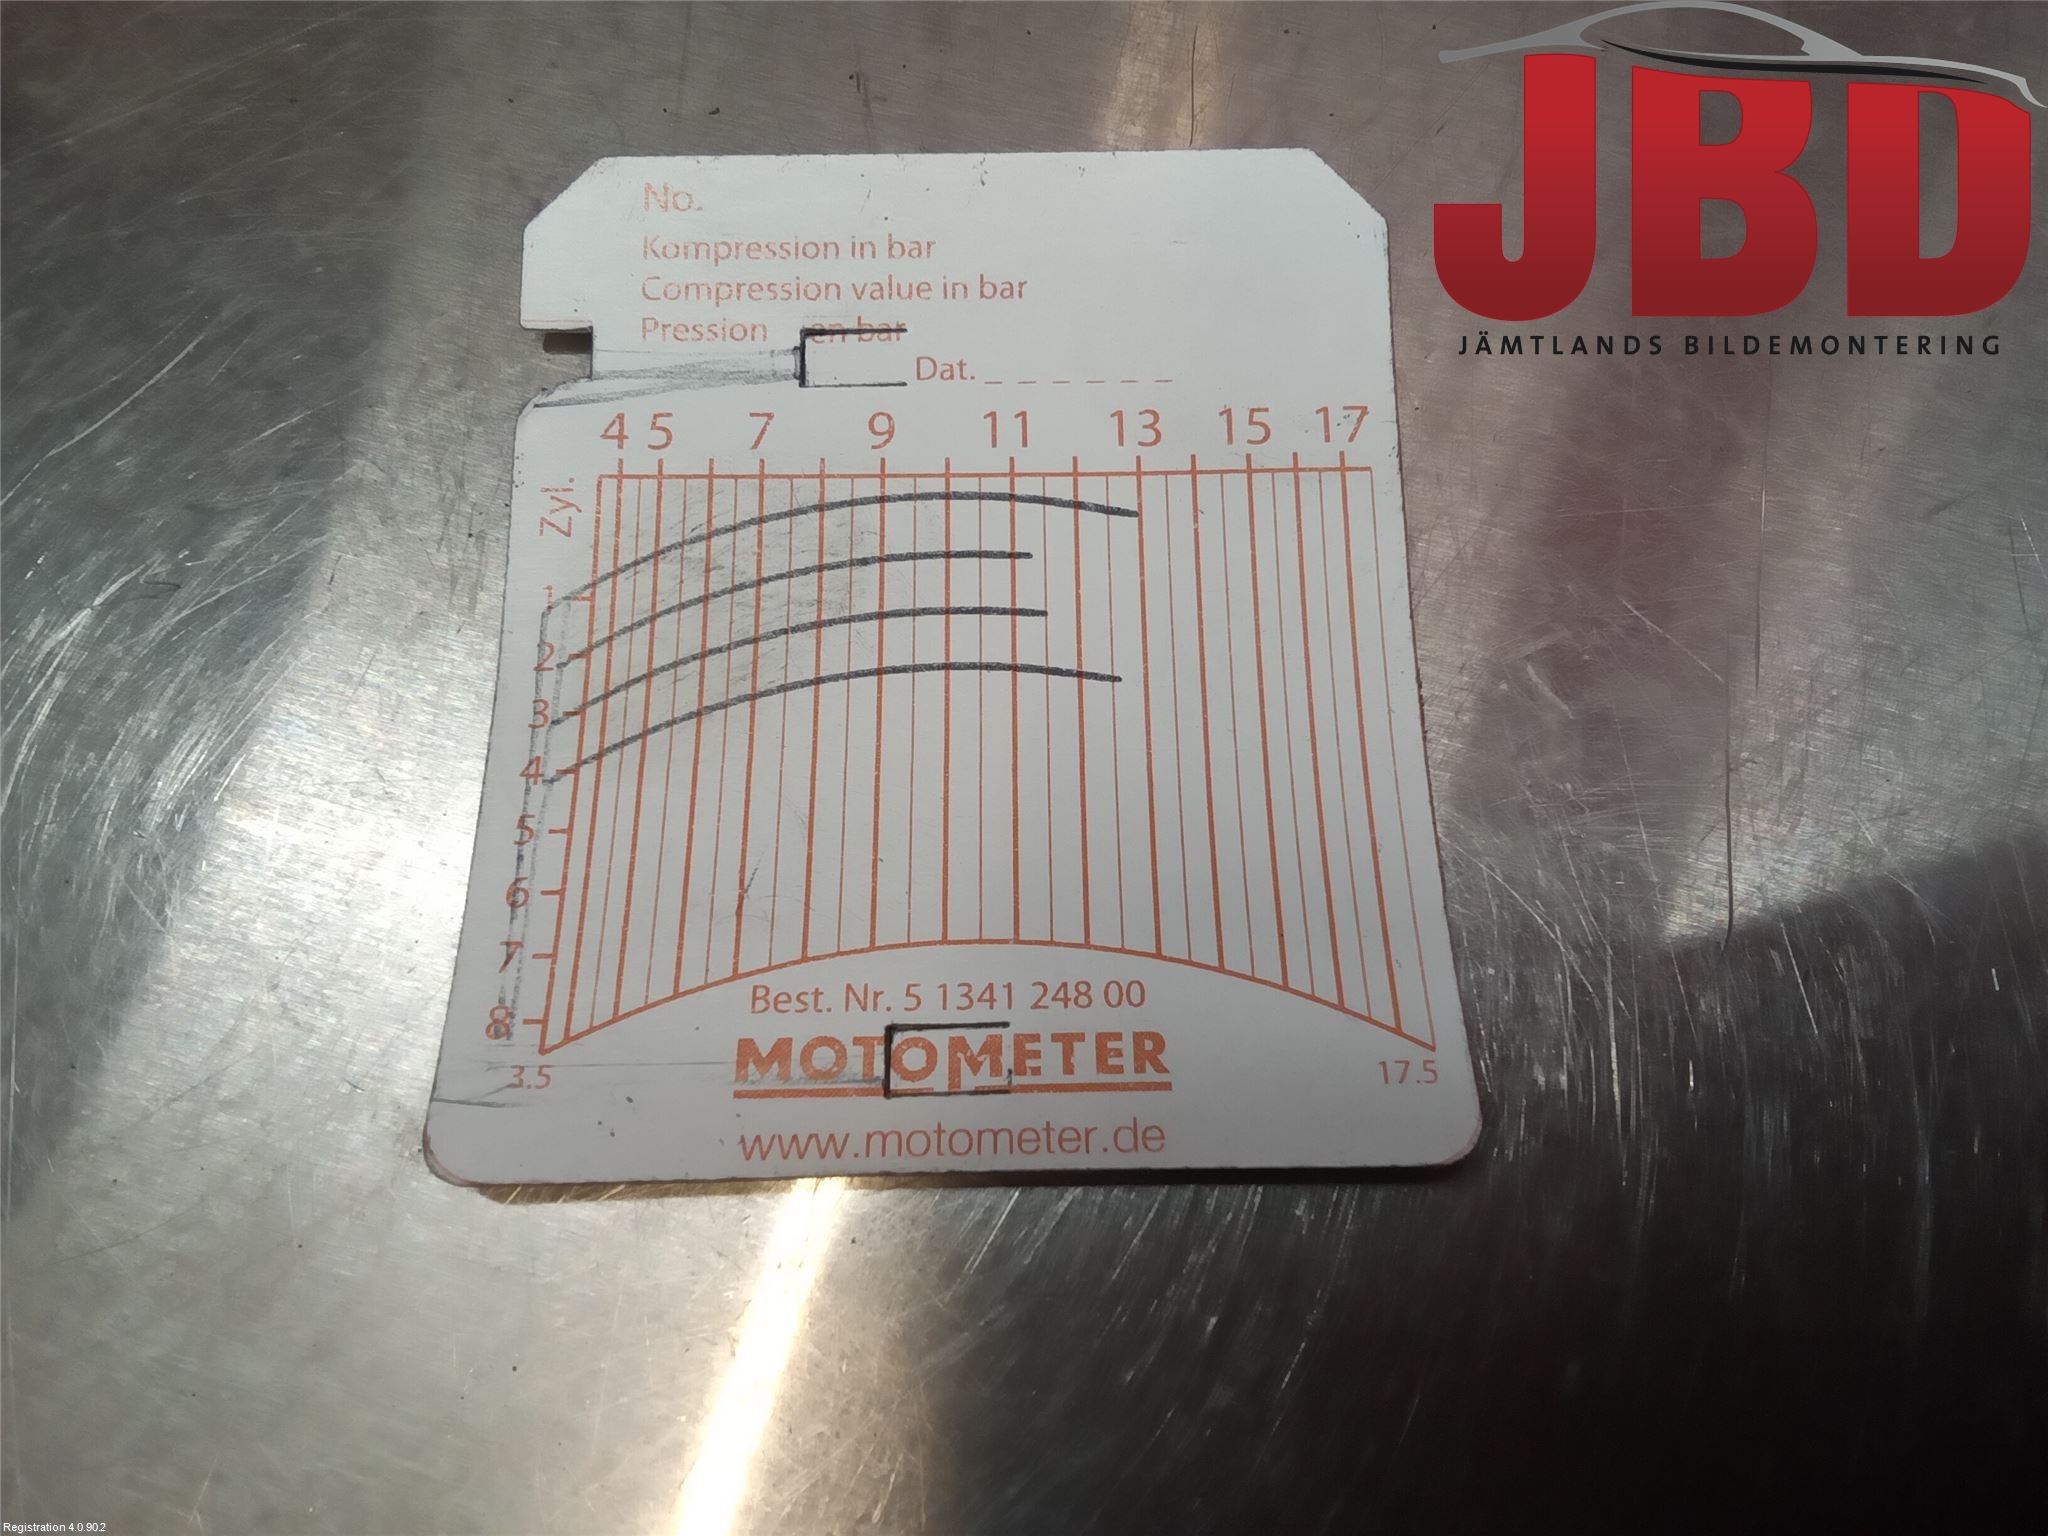 JBD
JÄMTLANDS BILDEMONTERING
No.
Kompression in bar
Compression value in bar
Pression en bar
Dat. _ _ _ _ _ _
4 5 7 9 11 13 15 17
Zyl.
1
2
3
4
5
6
7
8
3.5
17.5
Best. Nr. 5 1341 248 00
MOTOMETER
www.motometer.de
Registration 4.0.902